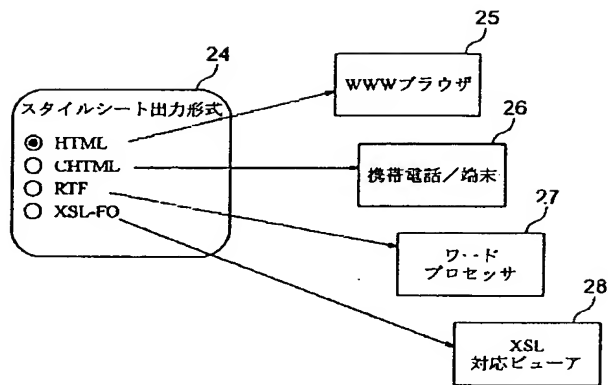 25
24
WWWブラウザ
スタイルシート出力形式
HTML
26
CHTML
携帯電話/端末
RTF
XSL-FO
27
ワード
プロセッサ
28
XSL
対応ビューア